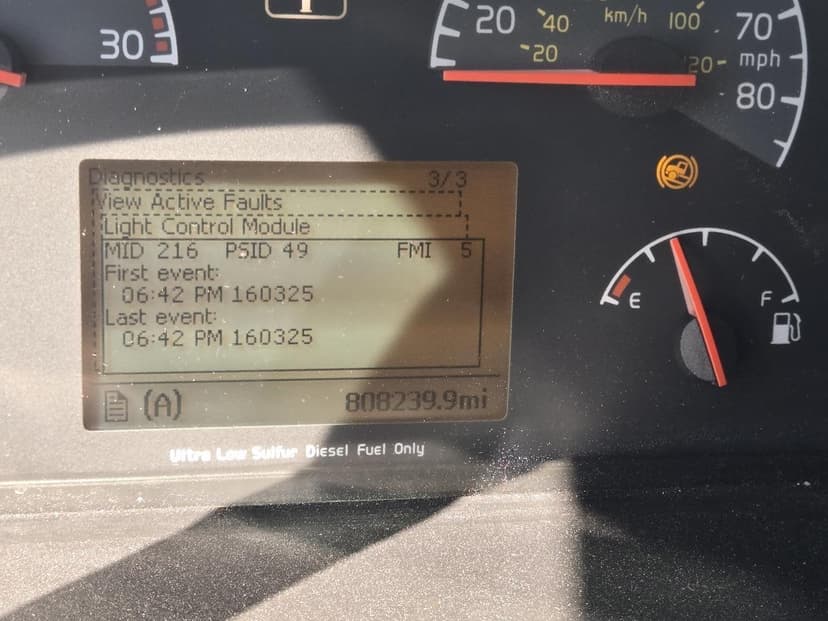 30
20
40
km/h
100
70
20
120
mph
80
Diagnostics 3/3
View Active Faults
Light Control Module
MID 216 PSID 49 FMI 5
First event:
06:42 PM 160325
Last event:
06:42 PM 160325
E
F
(A) 808239.9mi
Ultra Low Sulfur Diesel Fuel Only